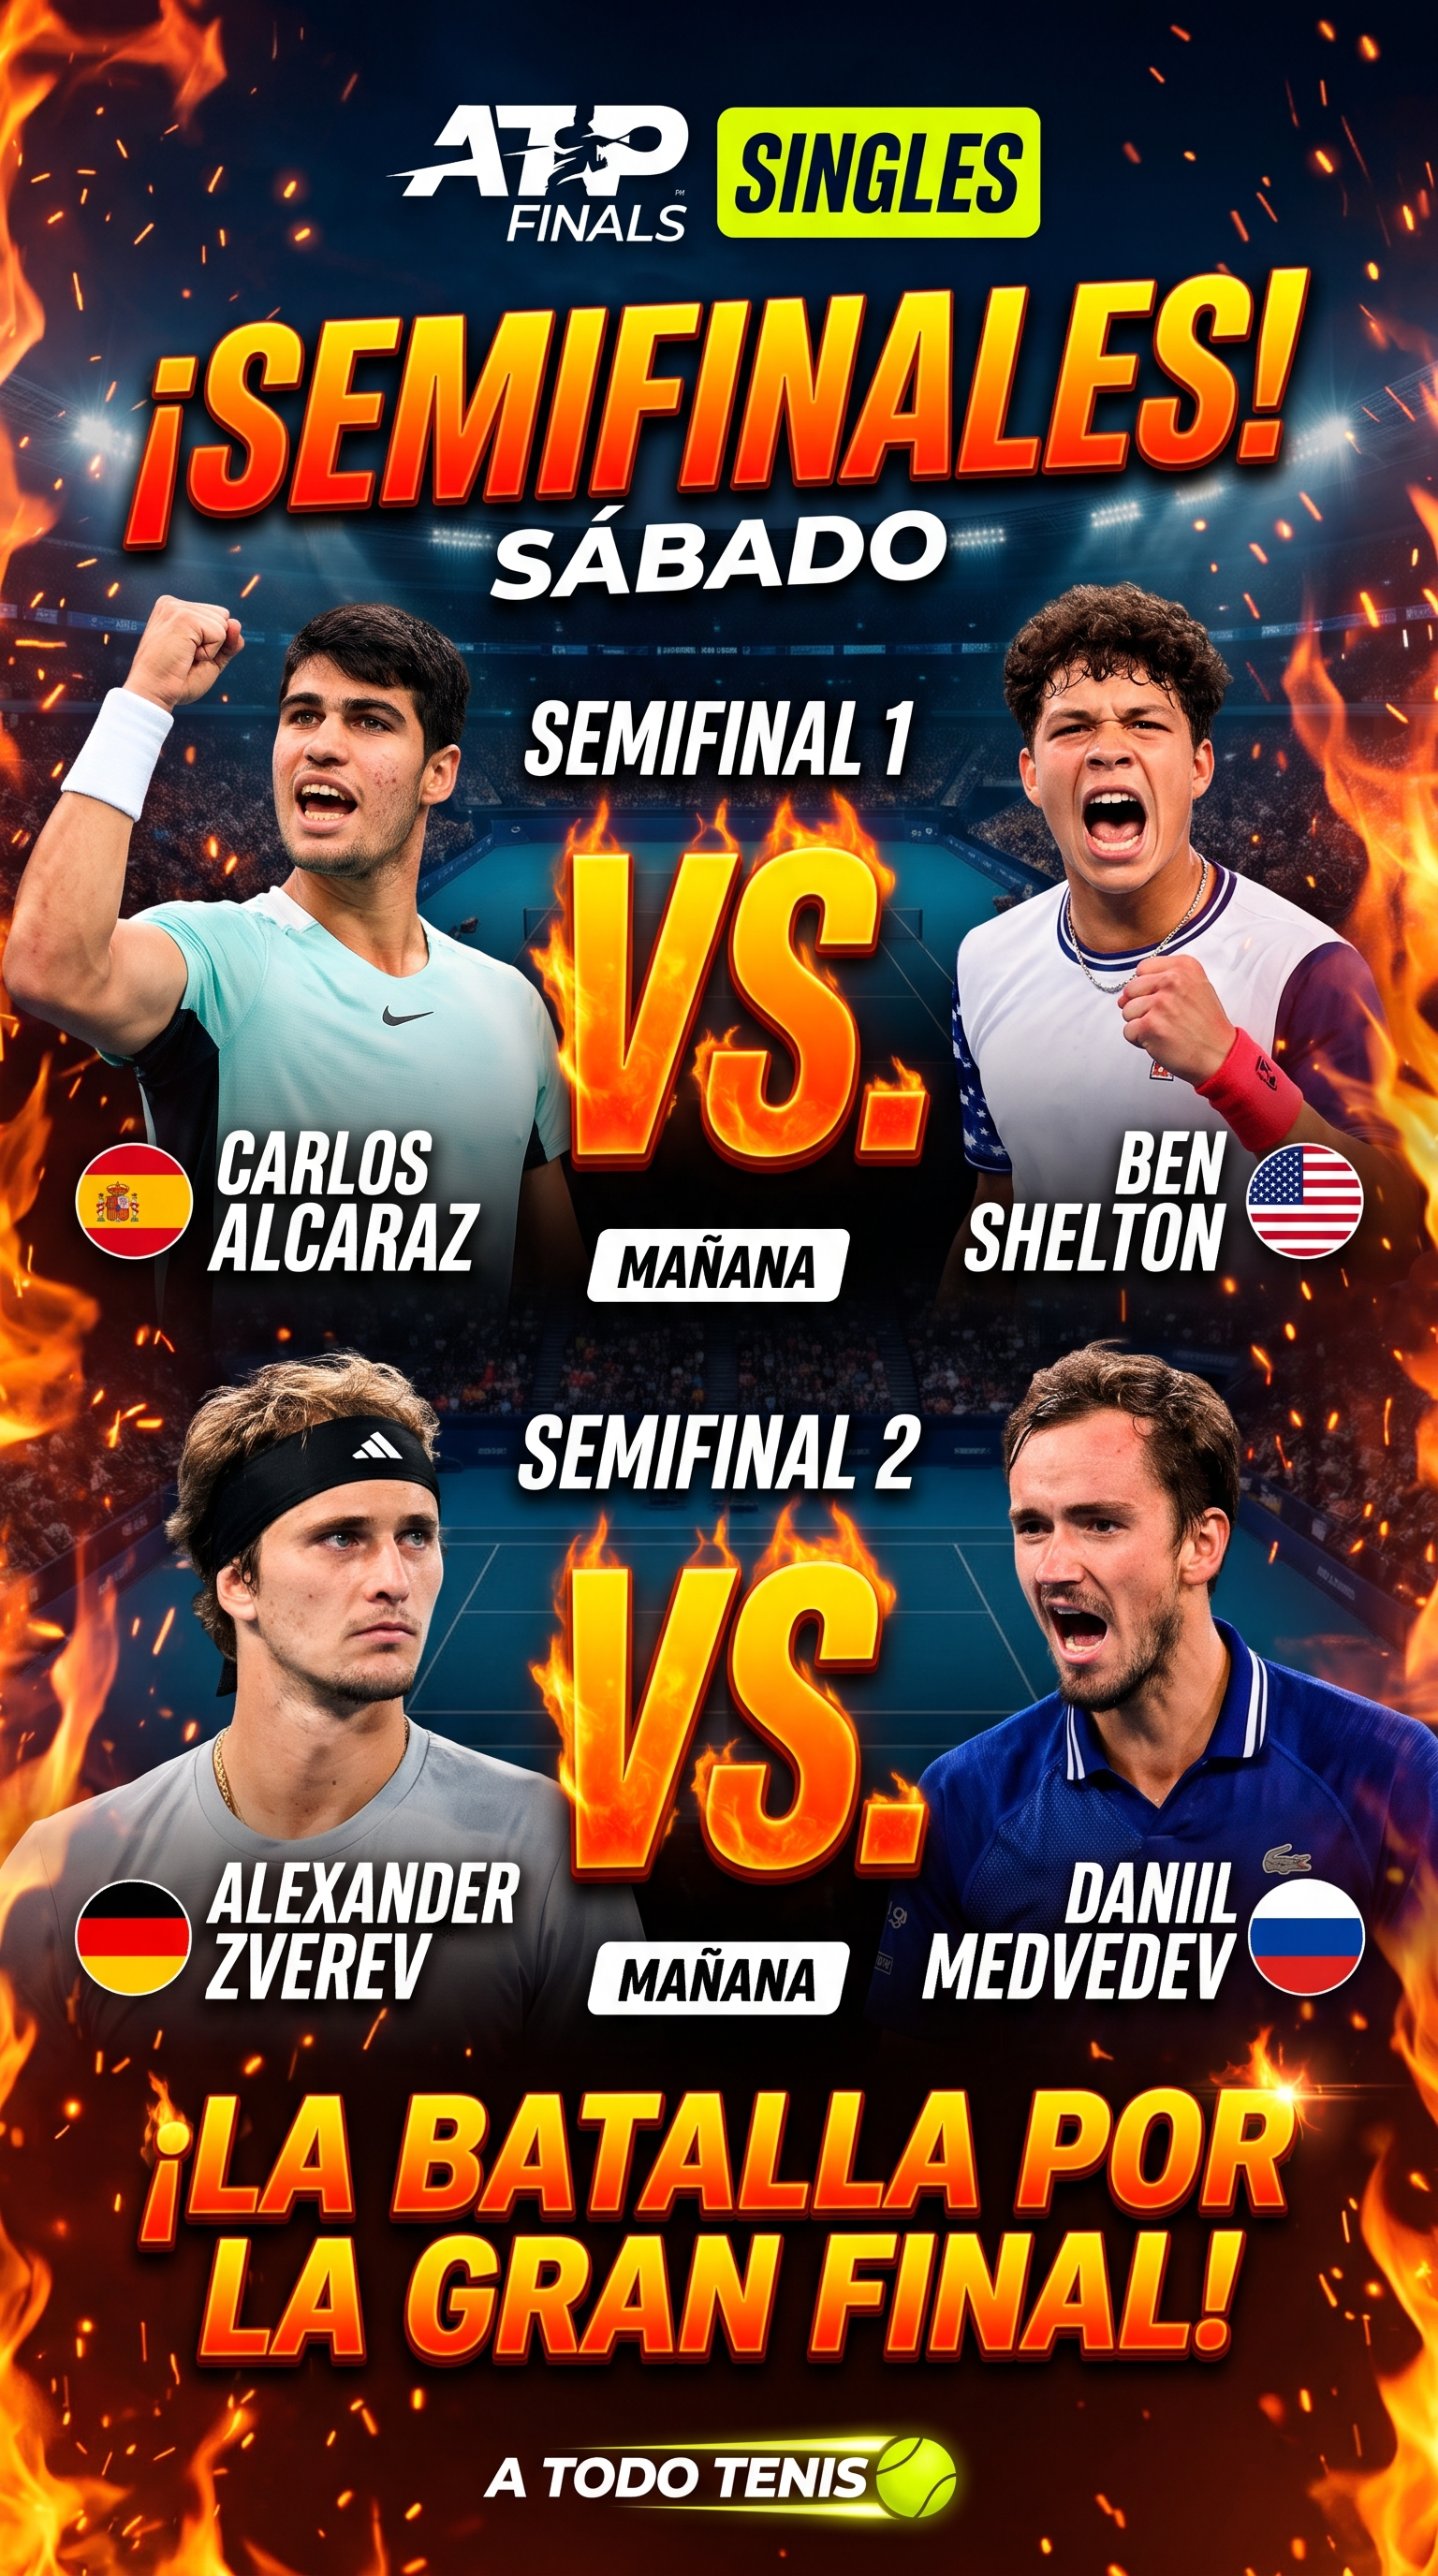 ATP
FINALS
SINGLES
¡SEMIFINALES!
SÁBADO
SEMIFINAL 1
VS.
CARLOS
ALCARAZ
BEN
SHELTON
MAÑANA
SEMIFINAL 2
VS.
ALEXANDER
ZVEREV
DANIIL
MEDVEDEV
MAÑANA
¡LA BATALLA POR
LA GRAN FINAL!
A TODO TENIS